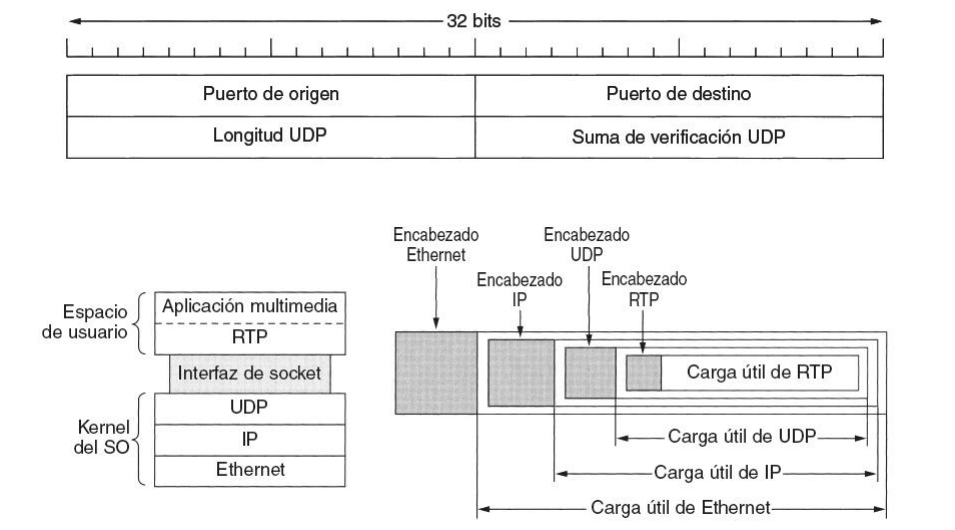 32 bits
Puerto de origen
Puerto de destino
Longitud UDP
Suma de verificación UDP
Espacio
de usuario
Aplicación multimedia
RTP
Interfaz de socket
Kernel
del SO
UDP
IP
Ethernet
Encabezado
Ethernet
Encabezado
IP
Encabezado
UDP
Encabezado
RTP
Carga útil de RTP
Carga útil de UDP
Carga útil de IP
Carga útil de Ethernet